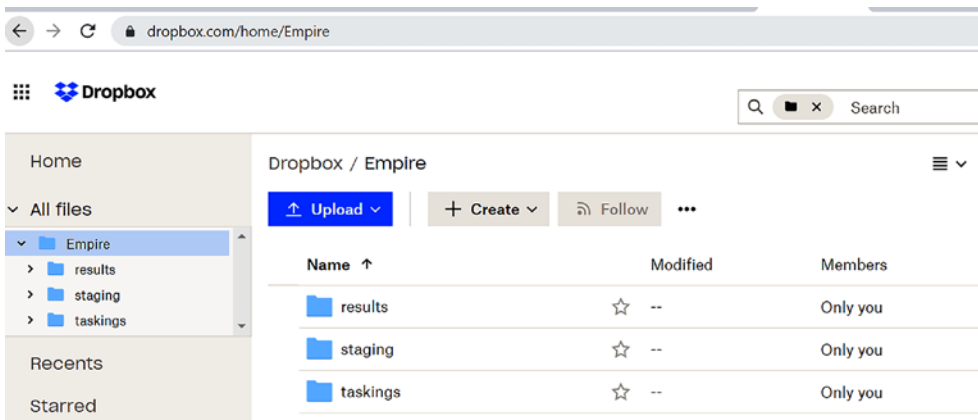 dropbox.com/home/Empire
Dropbox
Search
Home
Dropbox / Empire
All files
Upload
Create
Follow
Empire
results
staging
taskings
Name
Modified
Members
results
--
Only you
staging
--
Only you
taskings
--
Only you
Recents
Starred